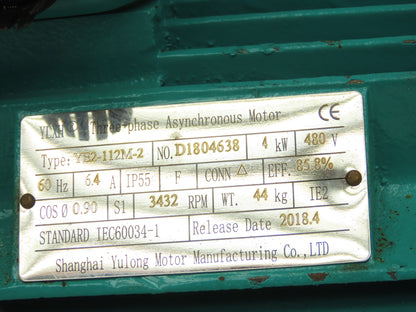 Three-phase Asynchronous Motor CE
Type: YB2-112M-2 NO. D1804638 4 kW 480 V
60 Hz 6.4 A IP55 F CONN △ EFF. 85.8%
COS Ø 0.90 S1 3432 RPM WT. 44 kg IE2
STANDARD IEC60034-1 Release Date 2018.4
Shanghai Yulong Motor Manufacturing Co., LTD